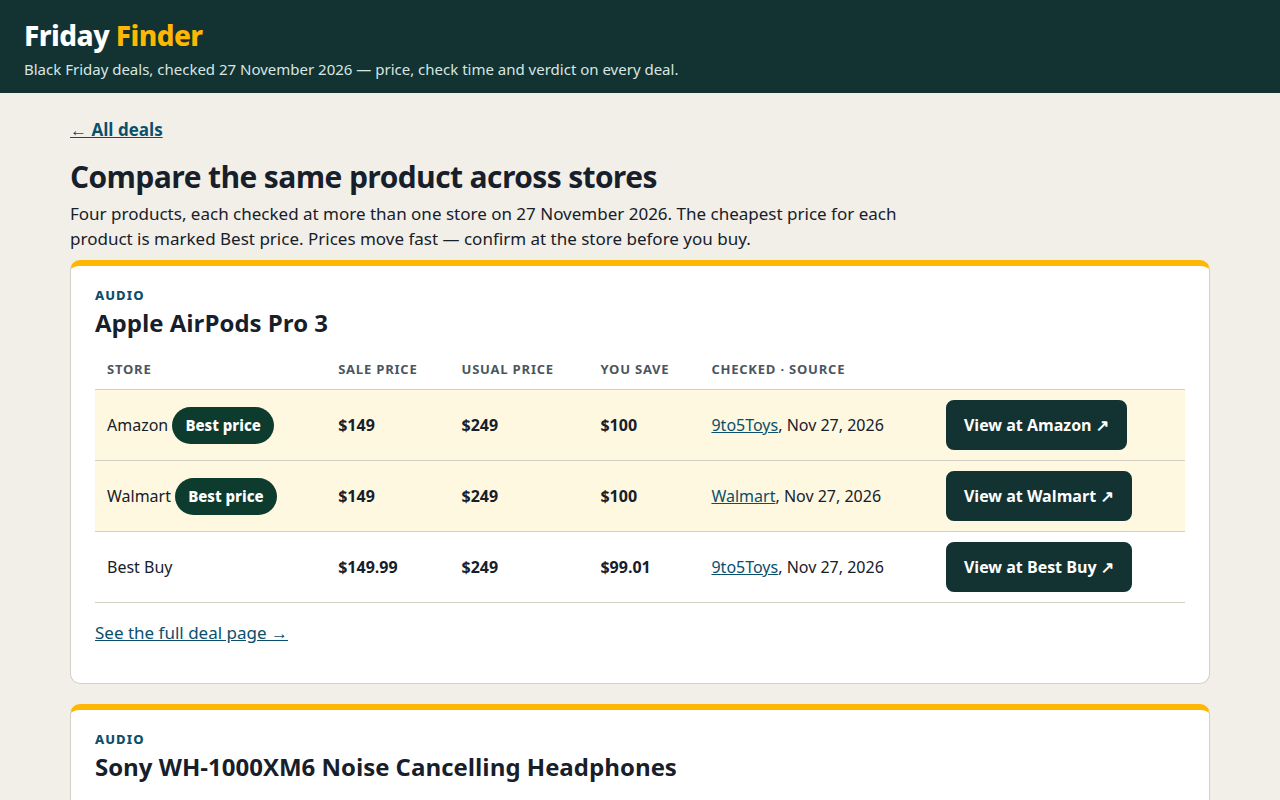 Friday Finder
Black Friday deals, checked 27 November 2026 — price, check time and verdict on every deal.
← All deals
Compare the same product across stores
Four products, each checked at more than one store on 27 November 2026. The cheapest price for each
product is marked Best price. Prices move fast — confirm at the store before you buy.
AUDIO
Apple AirPods Pro 3
STORE SALE PRICE USUAL PRICE YOU SAVE CHECKED · SOURCE
Amazon Best price $149 $249 $100 9to5Toys, Nov 27, 2026 View at Amazon ↗
Walmart Best price $149 $249 $100 Walmart, Nov 27, 2026 View at Walmart ↗
Best Buy $149.99 $249 $99.01 9to5Toys, Nov 27, 2026 View at Best Buy ↗
See the full deal page →
AUDIO
Sony WH-1000XM6 Noise Cancelling Headphones